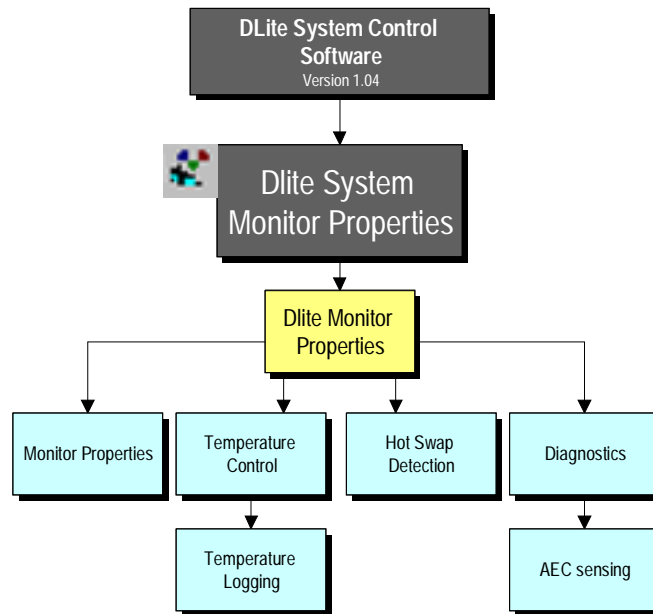 DLite System Control
Software
Version 1.04
Dlite System
Monitor Properties
Dlite Monitor
Properties
Monitor Properties
Temperature
Control
Hot Swap
Detection
Diagnostics
Temperature
Logging
AEC sensing